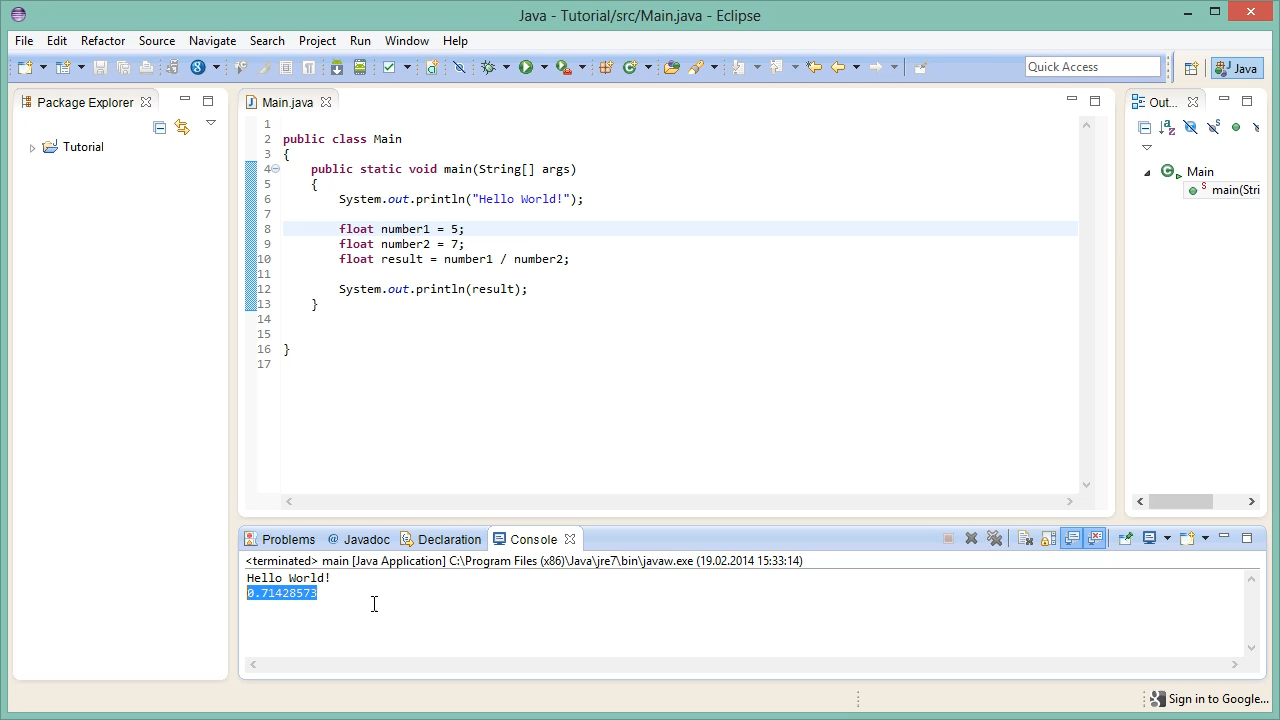 Java - Tutorial/src/Main.java - Eclipse
File Edit Refactor Source Navigate Search Project Run Window Help
Quick Access
Java
Package Explorer
Main.java
Out...
Tutorial
1
2 public class Main
3 {
4 public static void main(String[] args)
5 {
6 System.out.println("Hello World!");
7
8 float number1 = 5;
9 float number2 = 7;
10 float result = number1 / number2;
11
12 System.out.println(result);
13 }
14
15
16 }
17
Main
main(Stri
Problems @ Javadoc Declaration Console
<terminated> main [Java Application] C:\Program Files (x86)\Java\jre7\bin\javaw.exe (19.02.2014 15:33:14)
Hello World!
0.71428573
Sign in to Google...